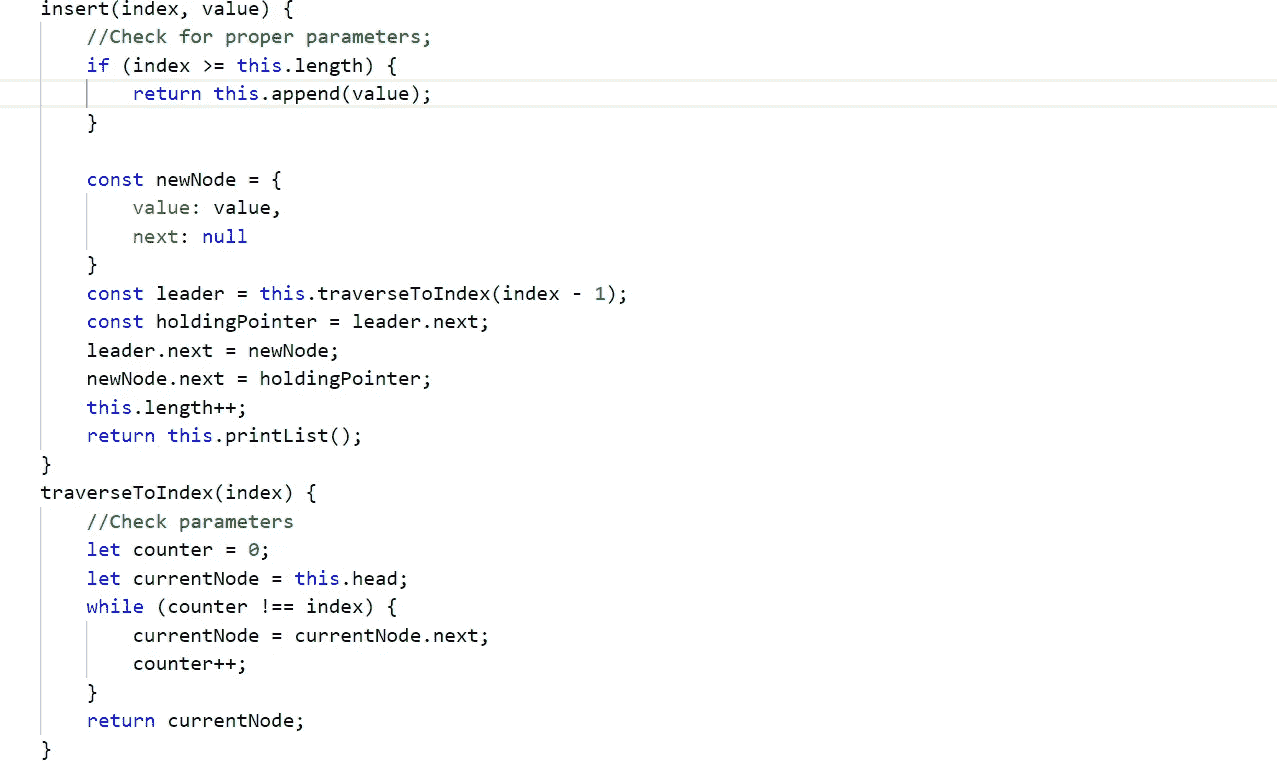 insert(index, value) {
    //Check for proper parameters;
    if (index >= this.length) {
        return this.append(value);
    }

    const newNode = {
        value: value,
        next: null
    }
    const leader = this.traverseToIndex(index - 1);
    const holdingPointer = leader.next;
    leader.next = newNode;
    newNode.next = holdingPointer;
    this.length++;
    return this.printList();
}
traverseToIndex(index) {
    //Check parameters
    let counter = 0;
    let currentNode = this.head;
    while (counter !== index) {
        currentNode = currentNode.next;
        counter++;
    }
    return currentNode;
}